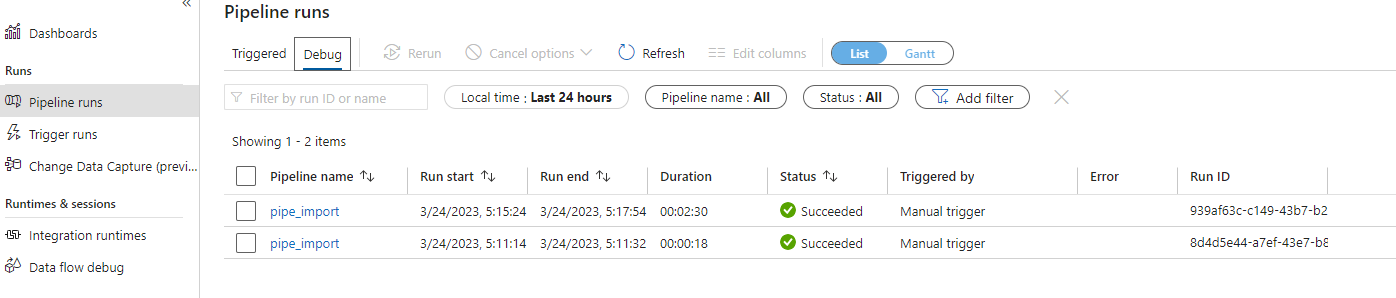 «
Pipeline runs
Dashboards
Triggered Debug Rerun Cancel options Refresh Edit columns List Gantt
Runs
Pipeline runs
Filter by run ID or name Local time : Last 24 hours Pipeline name : All Status : All Add filter
Trigger runs
Showing 1 - 2 items
Change Data Capture (previ...
Pipeline name Run start Run end Duration Status Triggered by Error Run ID
Runtimes & sessions
pipe_import 3/24/2023, 5:15:24 3/24/2023, 5:17:54 00:02:30 Succeeded Manual trigger 939af63c-c149-43b7-b2
Integration runtimes
pipe_import 3/24/2023, 5:11:14 3/24/2023, 5:11:32 00:00:18 Succeeded Manual trigger 8d4d5e44-a7ef-43e7-b8
Data flow debug